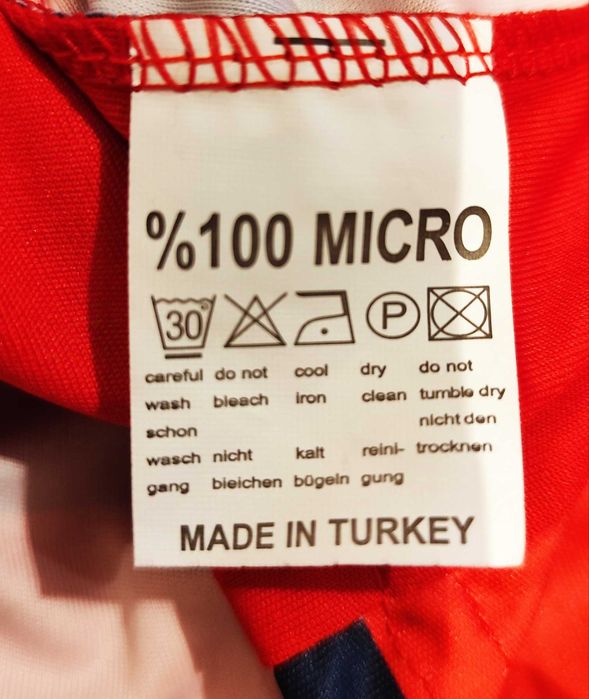 %100 MICRO
30 P
careful do not cool dry do not
wash bleach iron clean tumble dry
schon nicht den
wasch nicht kalt reini- trocknen
gang bleichen bügeln gung
MADE IN TURKEY